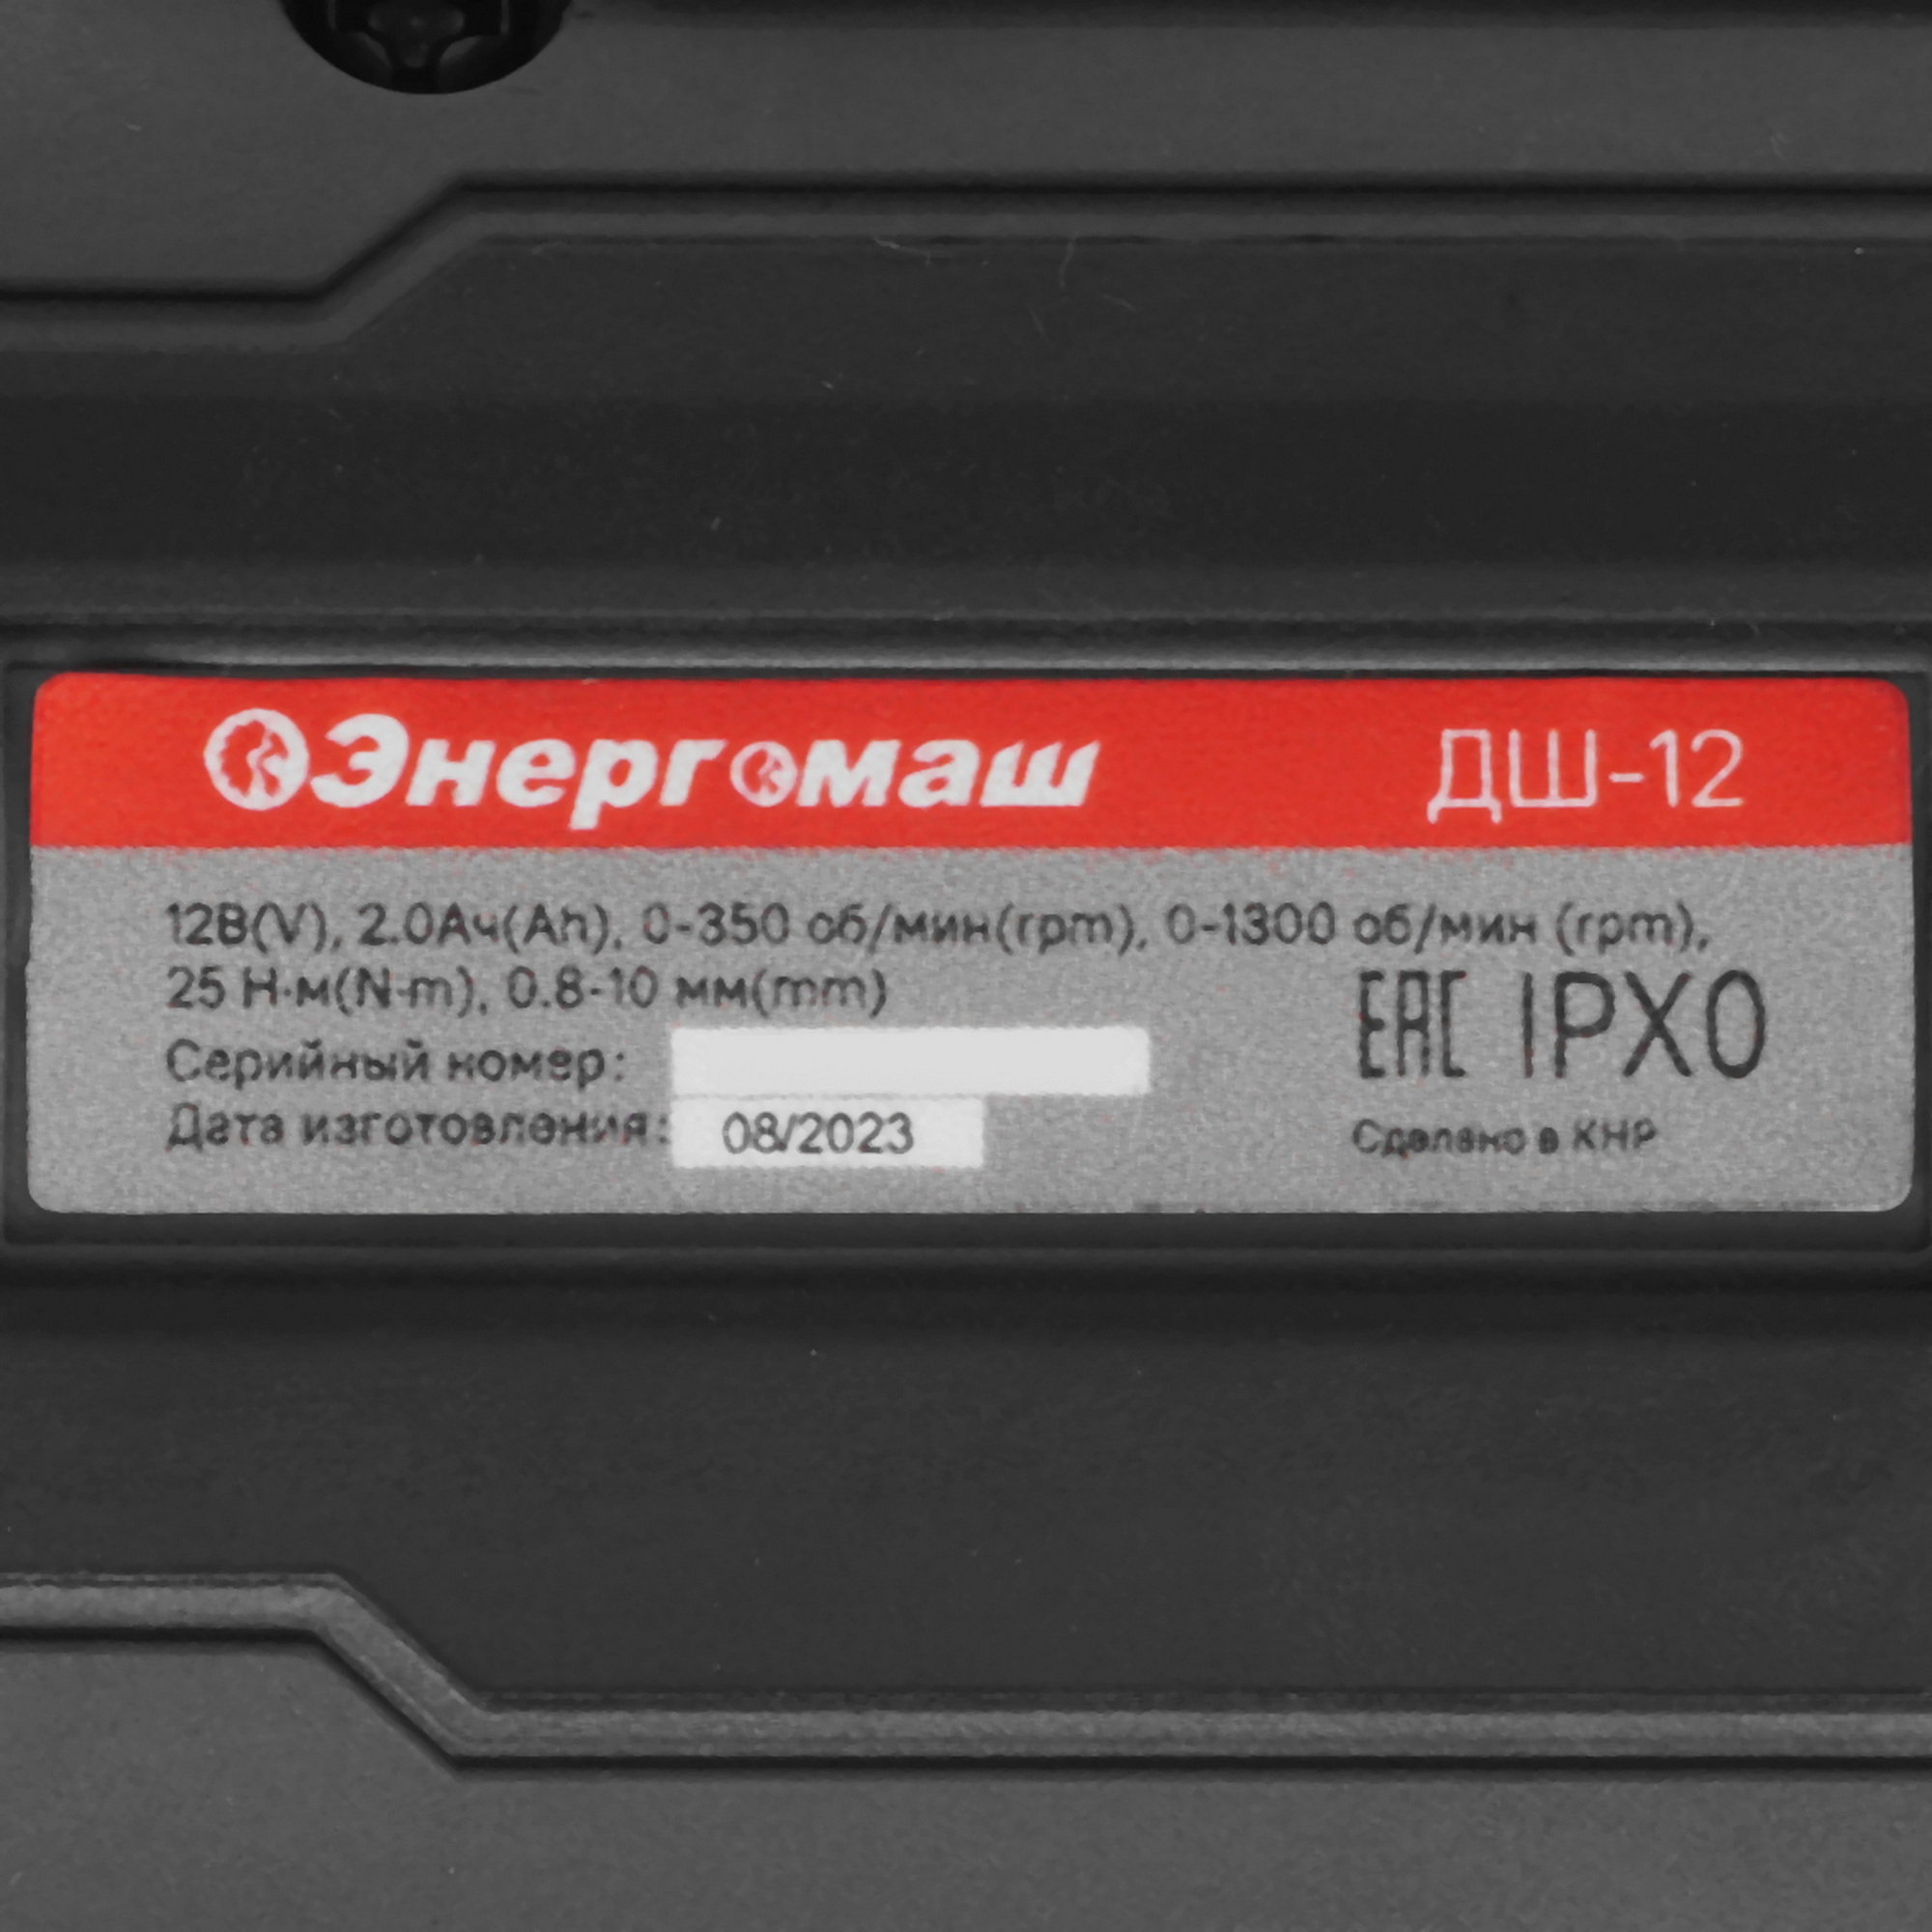 Энергомаш ДШ-12
12В(V), 2.0Ач(Ah), 0-350 об/мин(rpm), 0-1300 об/мин (rpm),
25 Н·м(N·m), 0.8-10 мм(mm)
EAC IPX0
Серийный номер:
Дата изготовления: 08/2023
Сделано в КНР